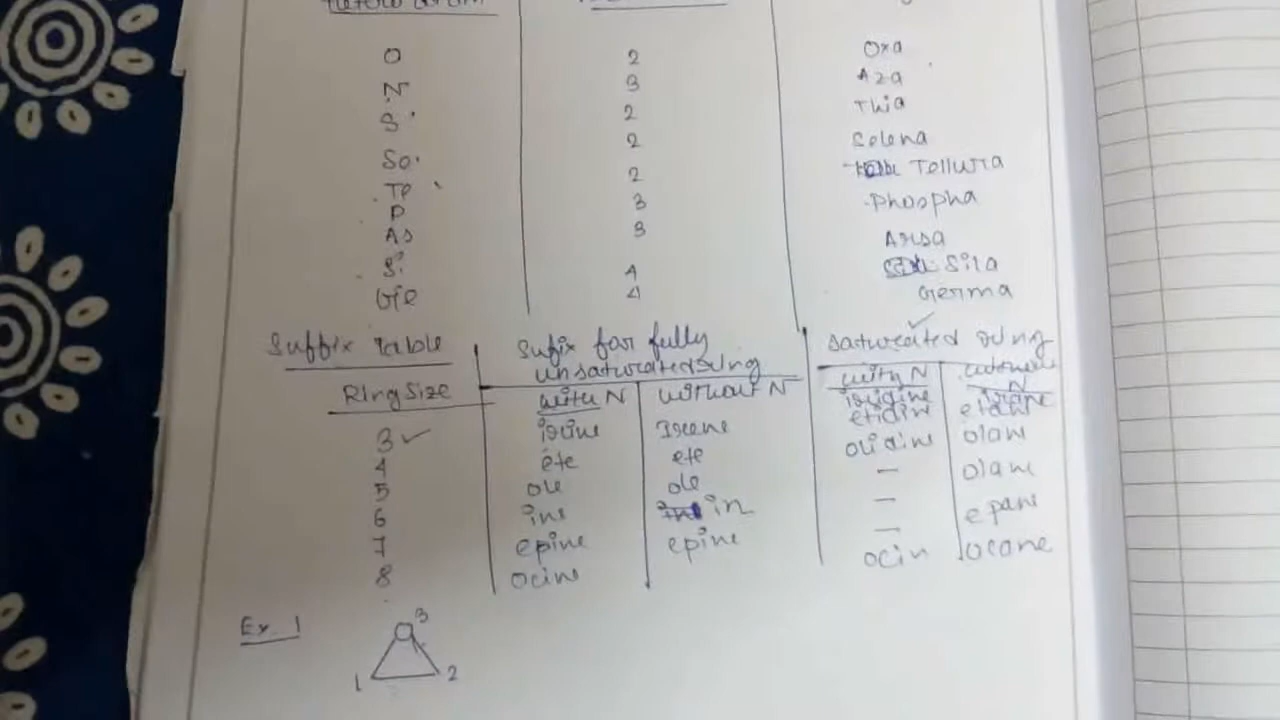 O 2 Oxa
N 3 Aza
S 2 Thia
Se 2 Selena
Te 2 Telluria
P 3 Phospha
As 3 Arsa
Si 4 Sila
Ge 4 Germa
Suffix Table Sufix for fully unsaturated ring Saturated ring
Ring Size with N without N with N without N
3 irine irene iridine irane
4 ete ete etidine etane
5 ole ole olidine olane
6 ine in — olane
7 epine epine — epane
8 ocine — ocin ocane
Ex. 1
3
1 2